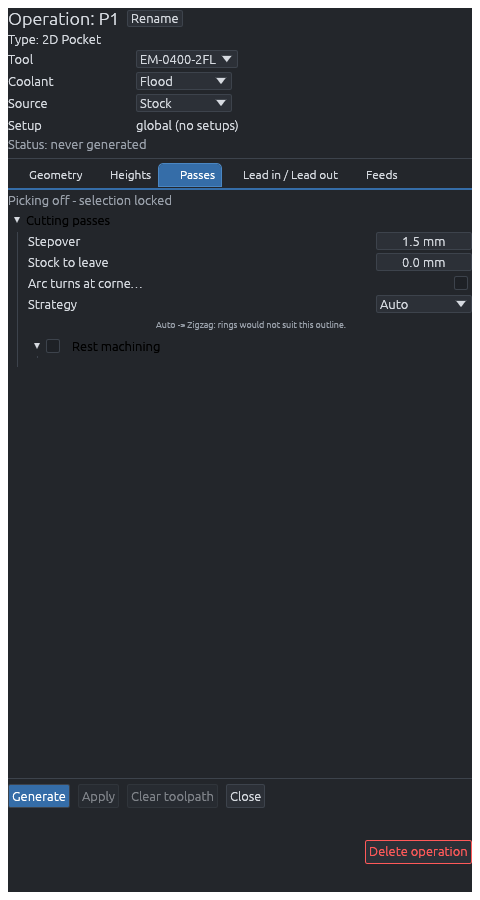 Operation: P1 Rename
Type: 2D Pocket
Tool EM-0400-2FL
Coolant Flood
Source Stock
Setup global (no setups)
Status: never generated
Geometry Heights Passes Lead in / Lead out Feeds
Picking off - selection locked
Cutting passes
Stepover 1.5 mm
Stock to leave 0.0 mm
Arc turns at corne…
Strategy Auto
Auto -> Zigzag: rings would not suit this outline.
Rest machining
Generate Apply Clear toolpath Close
Delete operation